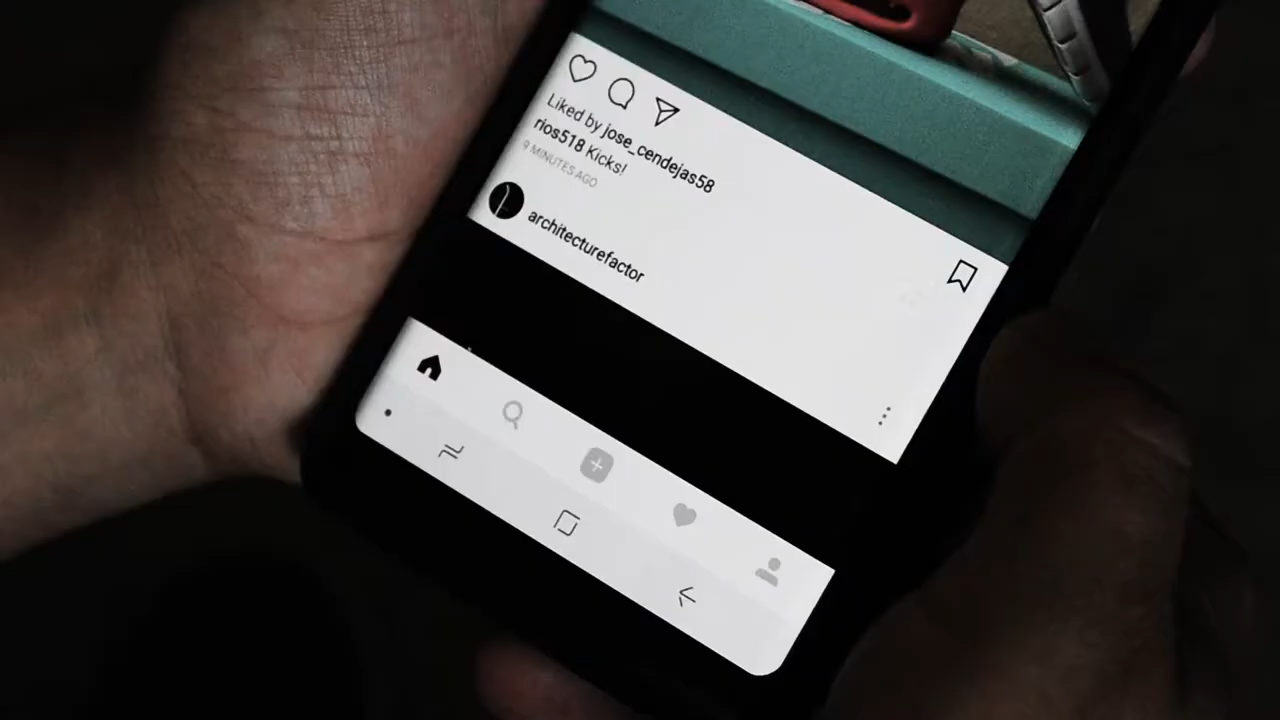 Liked by jose_cendejas58
rios518 Kicks!
9 MINUTES AGO
architecturefactor